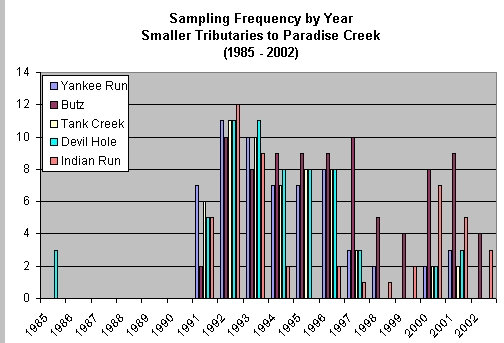 Sampling Frequency by Year
Smaller Tributaries to Paradise Creek
(1985 - 2002)
14
12
10
8
6
4
2
0
Yankee Run
Butz
Tank Creek
Devil Hole
Indian Run
1985 1986 1987 1988 1989 1990 1991 1992 1993 1994 1995 1996 1997 1998 1999 2000 2001 2002